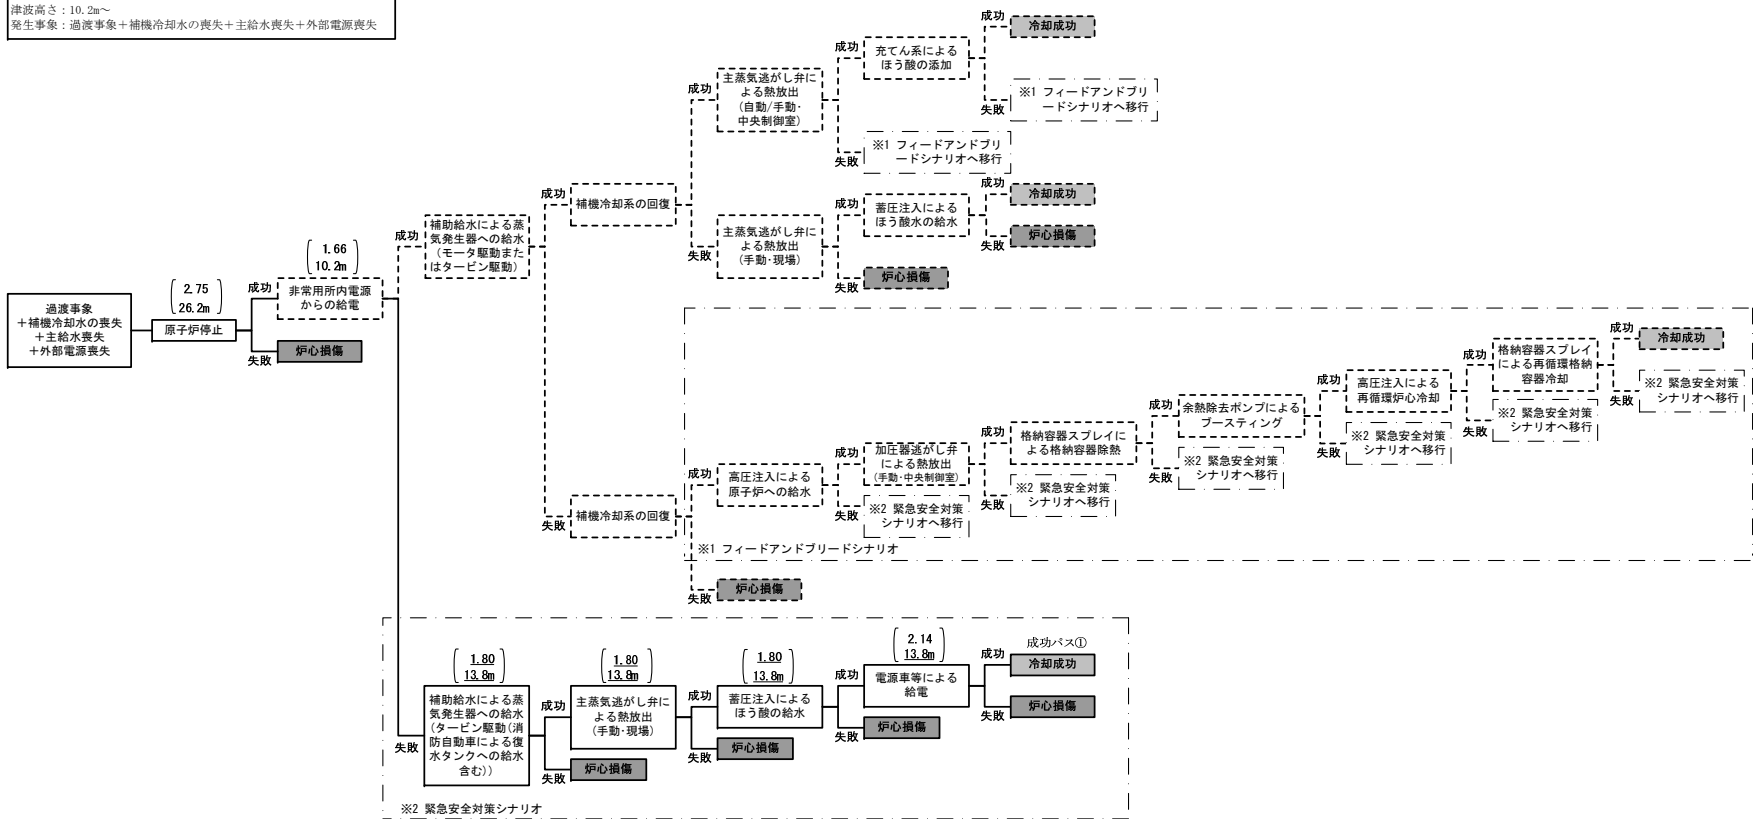 津波高さ：10.2m～
発生事象：過渡事象＋補機冷却水の喪失＋主給水喪失＋外部電源喪失
過渡事象
＋補機冷却水の喪失
＋主給水喪失
＋外部電源喪失
2.75
26.2m
原子炉停止
成功
失敗
1.66
10.2m
非常用所内電源
からの給電
炉心損傷
成功
失敗
補助給水による蒸
気発生器への給水
（モータ駆動また
はタービン駆動）
成功
失敗
補機冷却系の回復
成功
失敗
主蒸気逃がし弁に
よる熱放出
（自動/手動・
中央制御室）
成功
失敗
充てん系による
ほう酸の添加
成功
失敗
冷却成功
※1 フィードアンドブリ
ードシナリオへ移行
※1 フィードアンドブリ
ードシナリオへ移行
主蒸気逃がし弁に
よる熱放出
（手動・現場）
成功
失敗
蓄圧注入による
ほう酸水の給水
成功
失敗
冷却成功
炉心損傷
炉心損傷
補機冷却系の回復
成功
失敗
高圧注入による
原子炉への給水
成功
失敗
加圧器逃がし弁
による熱放出
（手動・中央制御室）
※2 緊急安全対策
シナリオへ移行
成功
失敗
格納容器スプレイに
よる格納容器除熱
※2 緊急安全対策
シナリオへ移行
成功
失敗
余熱除去ポンプによる
ブースティング
※2 緊急安全対策
シナリオへ移行
成功
失敗
高圧注入による
再循環炉心冷却
※2 緊急安全対策
シナリオへ移行
成功
失敗
格納容器スプレイ
による再循環格納
容器冷却
※2 緊急安全対策
シナリオへ移行
成功
失敗
冷却成功
※2 緊急安全対策
シナリオへ移行
※1 フィードアンドブリードシナリオ
炉心損傷
1.80
13.8m
補助給水による蒸
気発生器への給水
(タービン駆動(消
防自動車による復
水タンクへの給水
含む))
成功
失敗
1.80
13.8m
主蒸気逃がし弁に
よる熱放出
（手動・現場）
炉心損傷
成功
失敗
1.80
13.8m
蓄圧注入による
ほう酸の給水
炉心損傷
成功
失敗
2.14
13.8m
電源車等による
給電
炉心損傷
成功
失敗
成功パス①
冷却成功
炉心損傷
※2 緊急安全対策シナリオ